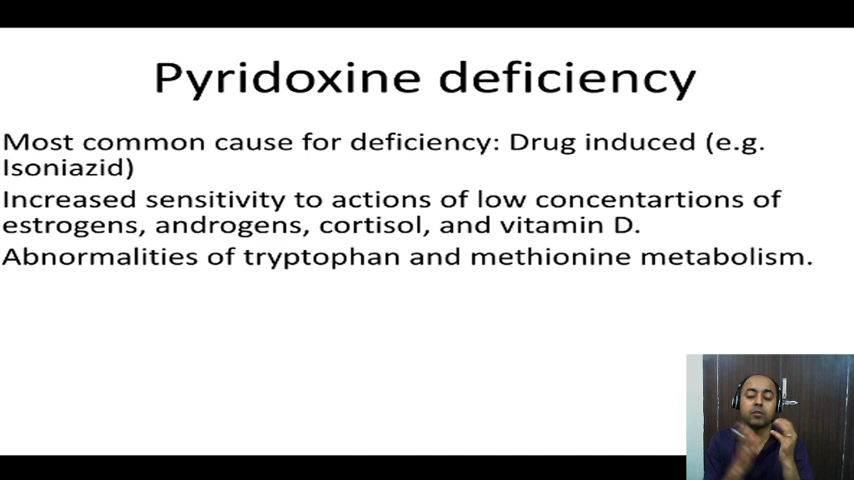 Pyridoxine deficiency
Most common cause for deficiency: Drug induced (e.g.
Isoniazid)
Increased sensitivity to actions of low concentartions of
estrogens, androgens, cortisol, and vitamin D.
Abnormalities of tryptophan and methionine metabolism.